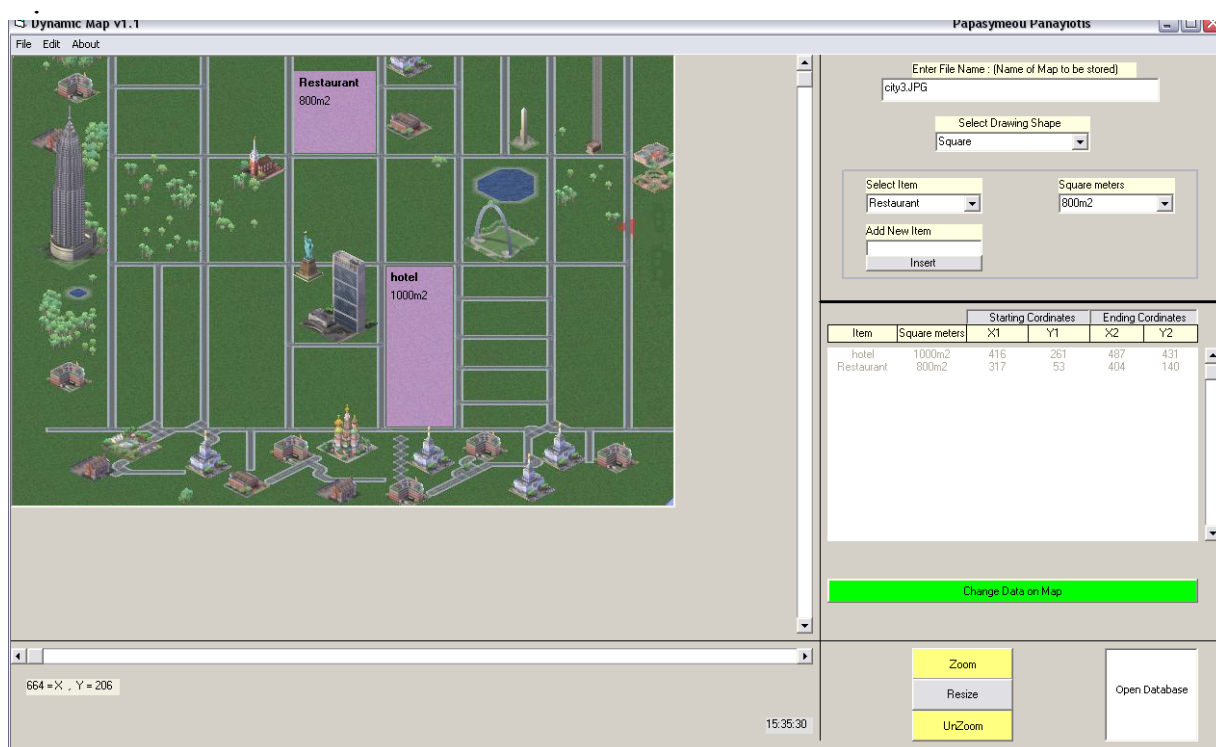 Dynamic Map v1.1 Papasymeou Panayiotis
File Edit About
Restaurant
800m2
hotel
1000m2
664 = X , Y = 206
15:35:30
Enter File Name : (Name of Map to be stored)
city3.JPG
Select Drawing Shape
Square
Select Item Square meters
Restaurant 800m2
Add New Item
Insert
Starting Cordinates Ending Cordinates
Item Square meters X1 Y1 X2 Y2
hotel 1000m2 416 261 487 431
Restaurant 800m2 317 53 404 140
Change Data on Map
Zoom
Resize
UnZoom
Open Database